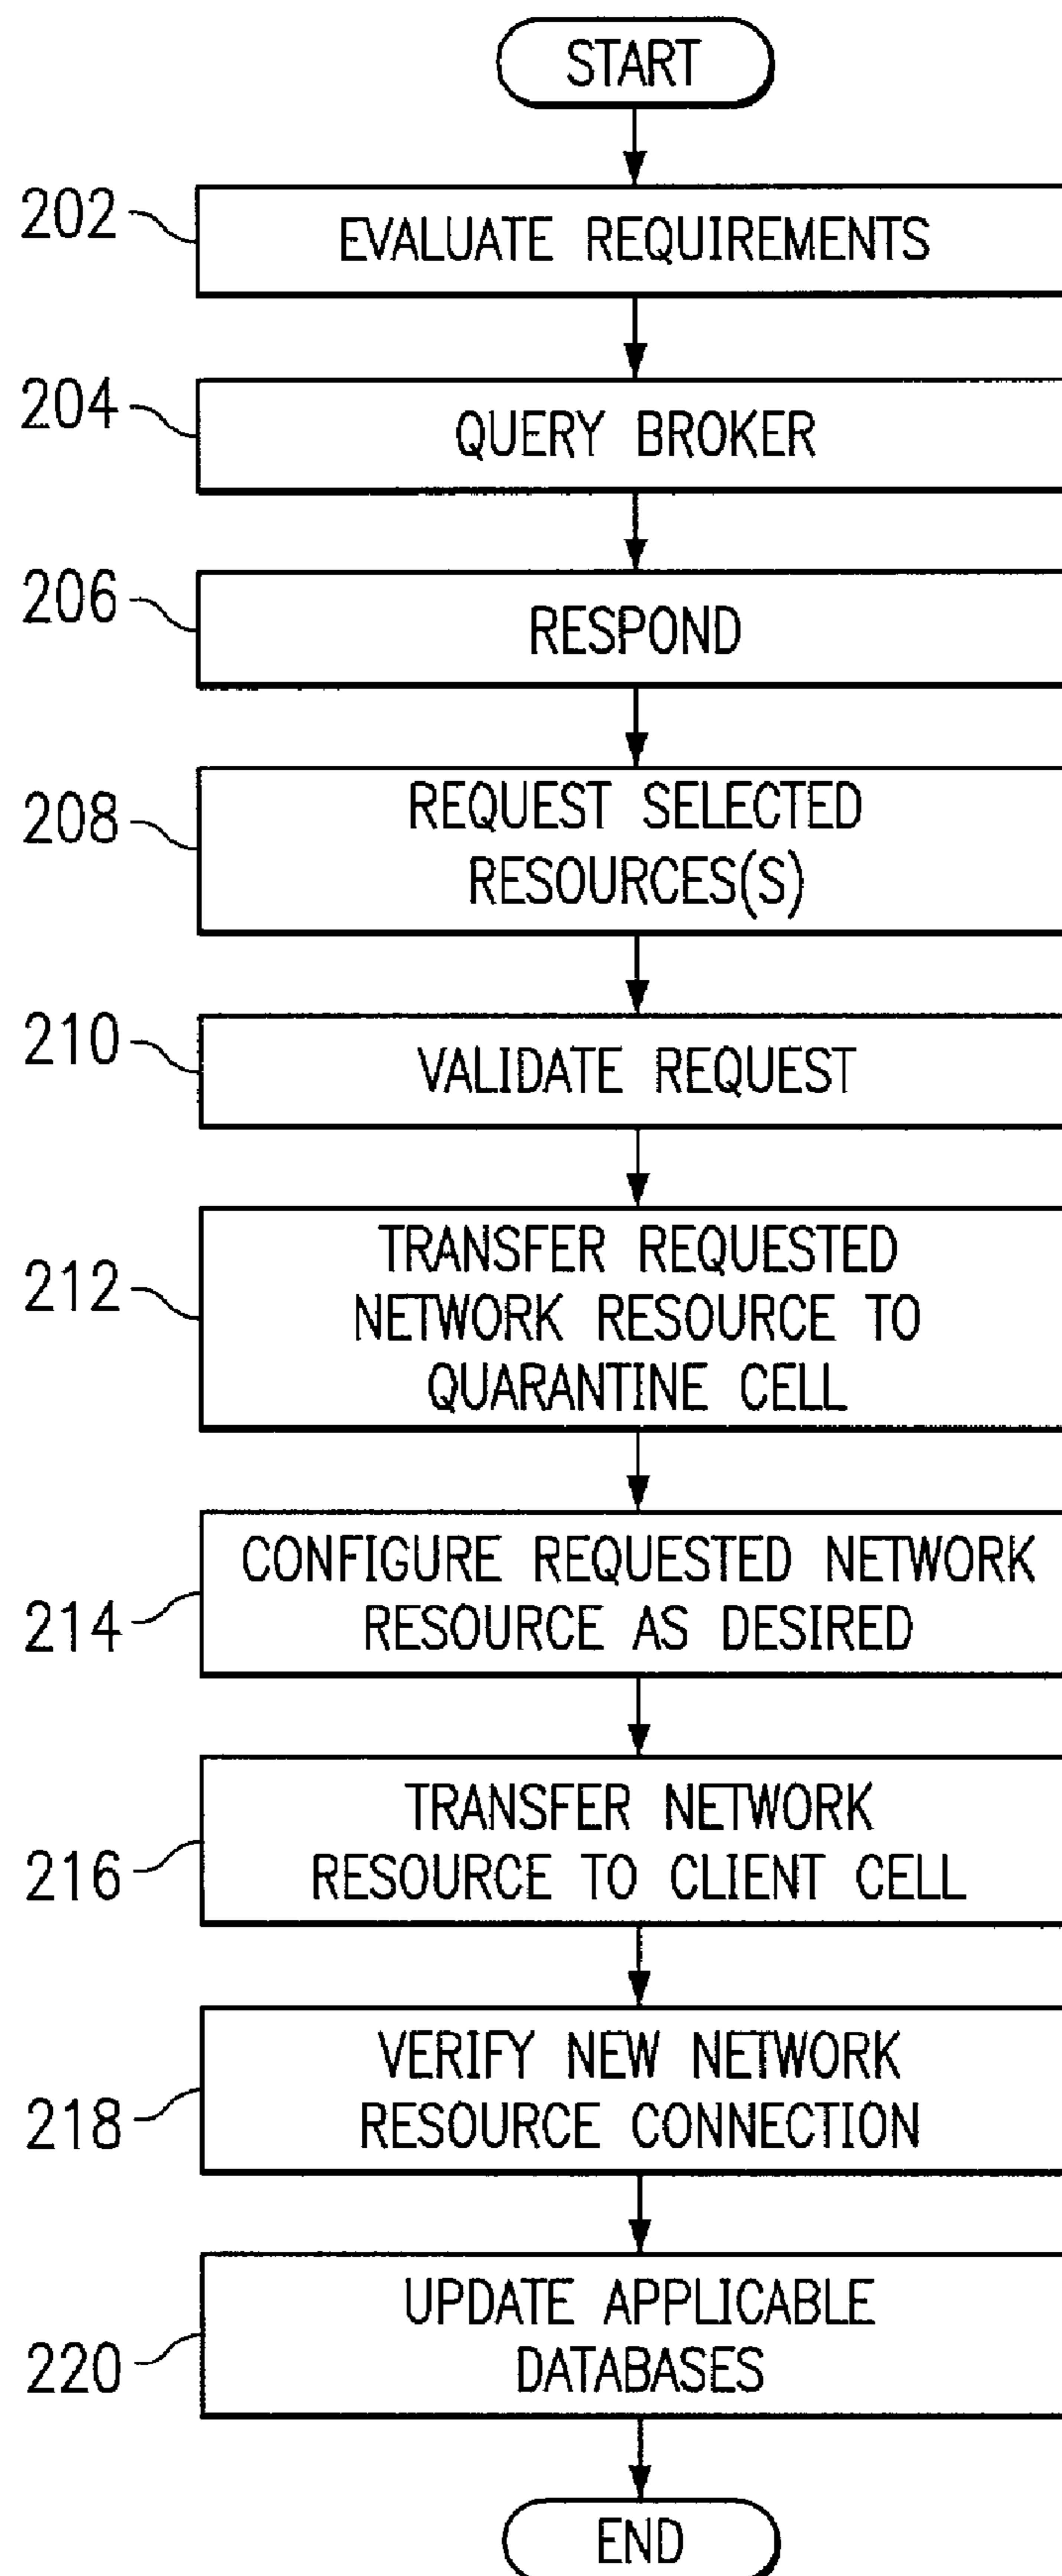 START
202
EVALUATE REQUIREMENTS
204
QUERY BROKER
206
RESPOND
208
REQUEST SELECTED
RESOURCES(S)
210
VALIDATE REQUEST
212
TRANSFER REQUESTED
NETWORK RESOURCE TO
QUARANTINE CELL
214
CONFIGURE REQUESTED NETWORK
RESOURCE AS DESIRED
216
TRANSFER NETWORK
RESOURCE TO CLIENT CELL
218
VERIFY NEW NETWORK
RESOURCE CONNECTION
220
UPDATE APPLICABLE
DATABASES
END